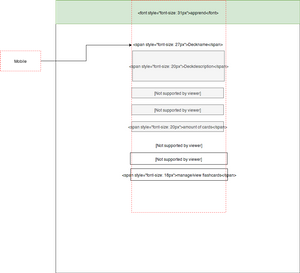 <font style="font-size: 31px">apprend</font>
<span style="font-size: 27px">Deckname</span>
Mobile
<span style="font-size: 20px">Deckdescription</span>
[Not supported by viewer]
[Not supported by viewer]
<span style="font-size: 20px">amount of cards</span>
[Not supported by viewer]
[Not supported by viewer]
<span style="font-size: 18px">manage/view flashcards</span>